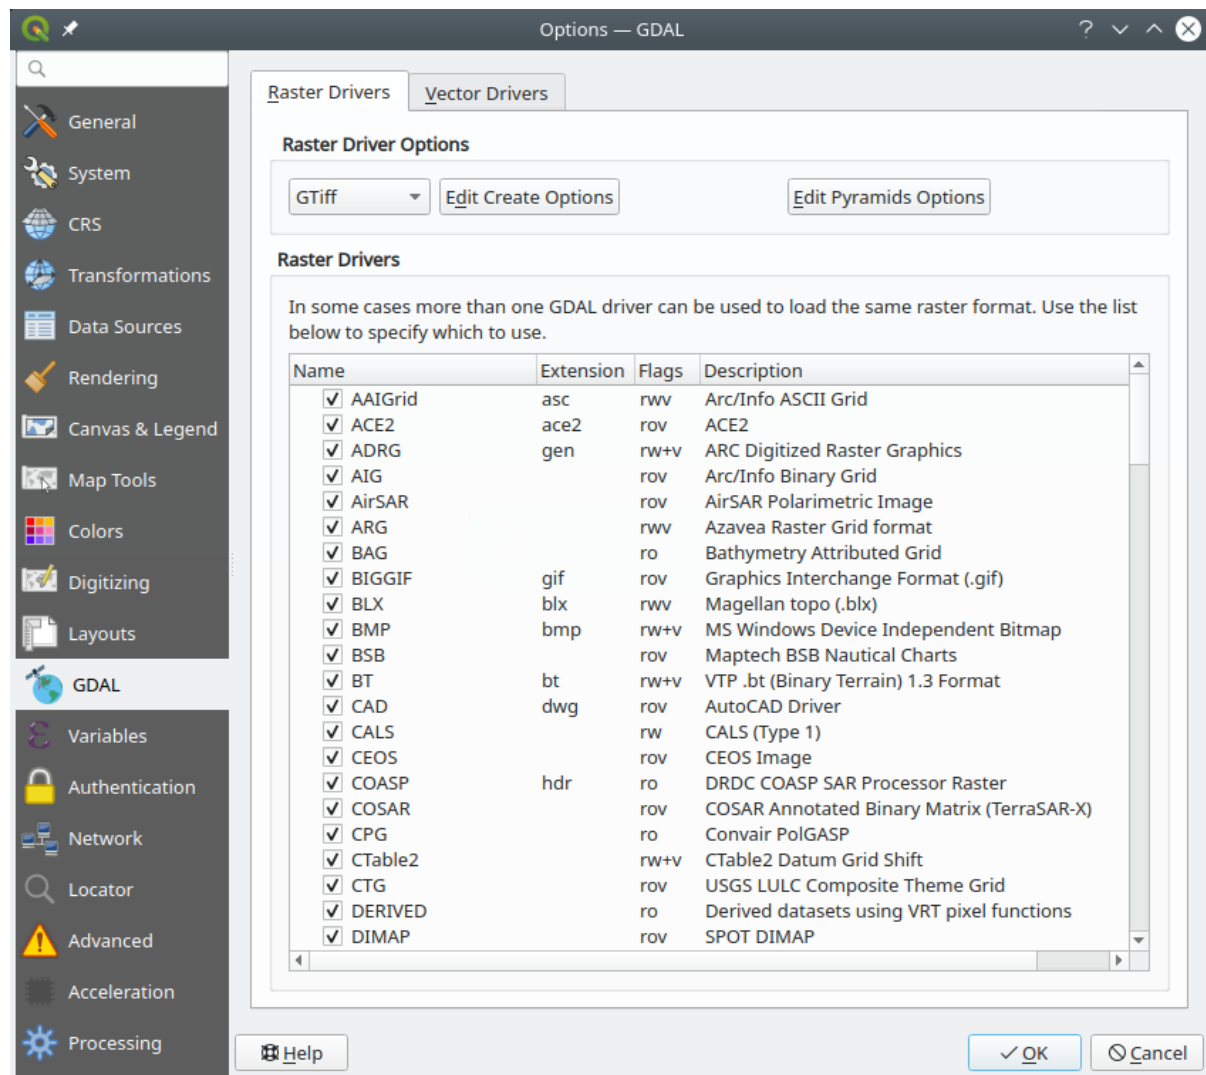 Options — GDAL
General
System
CRS
Transformations
Data Sources
Rendering
Canvas & Legend
Map Tools
Colors
Digitizing
Layouts
GDAL
Variables
Authentication
Network
Locator
Advanced
Acceleration
Processing
Raster Drivers Vector Drivers
Raster Driver Options
GTiff Edit Create Options Edit Pyramids Options
Raster Drivers
In some cases more than one GDAL driver can be used to load the same raster format. Use the list
below to specify which to use.
Name Extension Flags Description
AAIGrid asc rwv Arc/Info ASCII Grid
ACE2 ace2 rov ACE2
ADRG gen rw+v ARC Digitized Raster Graphics
AIG rov Arc/Info Binary Grid
AirSAR rov AirSAR Polarimetric Image
ARG rwv Azavea Raster Grid format
BAG ro Bathymetry Attributed Grid
BIGGIF gif rov Graphics Interchange Format (.gif)
BLX blx rwv Magellan topo (.blx)
BMP bmp rw+v MS Windows Device Independent Bitmap
BSB rov Maptech BSB Nautical Charts
BT bt rw+v VTP .bt (Binary Terrain) 1.3 Format
CAD dwg rov AutoCAD Driver
CALS rw CALS (Type 1)
CEOS rov CEOS Image
COASP hdr ro DRDC COASP SAR Processor Raster
COSAR rov COSAR Annotated Binary Matrix (TerraSAR-X)
CPG ro Convair PolGASP
CTable2 rw+v CTable2 Datum Grid Shift
CTG rov USGS LULC Composite Theme Grid
DERIVED ro Derived datasets using VRT pixel functions
DIMAP rov SPOT DIMAP
Help OK Cancel